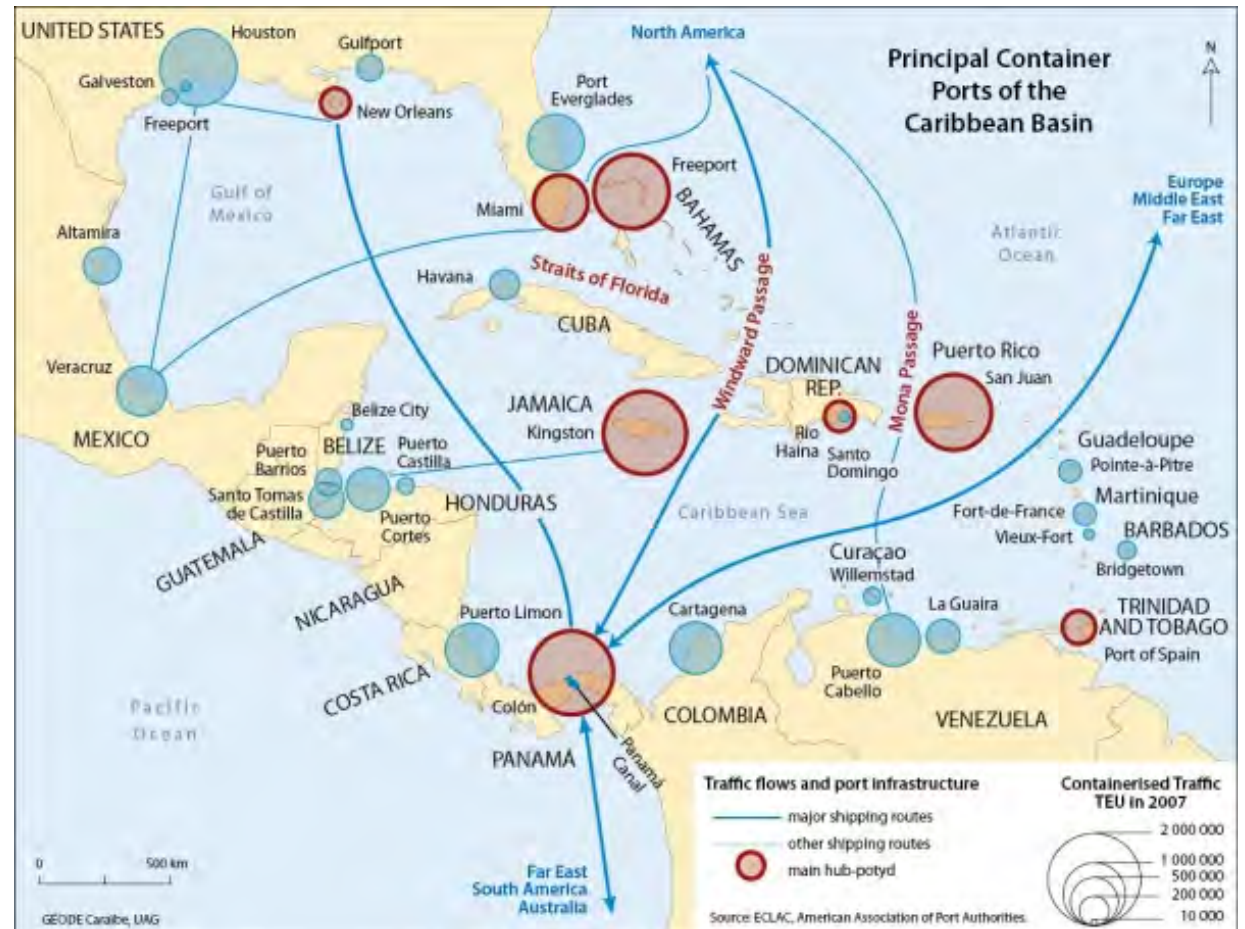 UNITED STATES
Houston
Gulfport
North America
Principal Container
Ports of the
Caribbean Basin
N
Galveston
Freeport
New Orleans
Port
Everglades
Gulf of
Mexico
Miami
Freeport
BAHAMAS
Europe
Middle East
Far East
Atlantic
Ocean
Altamira
Havana
Straits of Florida
CUBA
Windward Passage
Mona Passage
Veracruz
MEXICO
Belize City
BELIZE
Puerto
Barrios
Puerto
Castilla
Santo Tomas
de Castilla
Puerto
Cortes
HONDURAS
GUATEMALA
NICARAGUA
JAMAICA
Kingston
DOMINICAN
REP.
Rio
Haina
Santo
Domingo
Puerto Rico
San Juan
Guadeloupe
Pointe-à-Pitre
Martinique
Fort-de-France
Vieux-Fort
BARBADOS
Bridgetown
Caribbean Sea
Curaçao
Willemstad
La Guaira
TRINIDAD
AND TOBAGO
Port of Spain
Puerto Limon
Cartagena
Puerto
Cabello
COSTA RICA
Colón
Pacific
Ocean
PANAMÁ
Panamá
Canal
COLOMBIA
VENEZUELA
Far East
South America
Australia
Traffic flows and port infrastructure
major shipping routes
other shipping routes
main hub-potyd
Containerised Traffic
TEU in 2007
2 000 000
1 000 000
500 000
200 000
10 000
Source: ECLAC, American Association of Port Authorities.
0 500 km
GÉODE Caraïbe, UAG